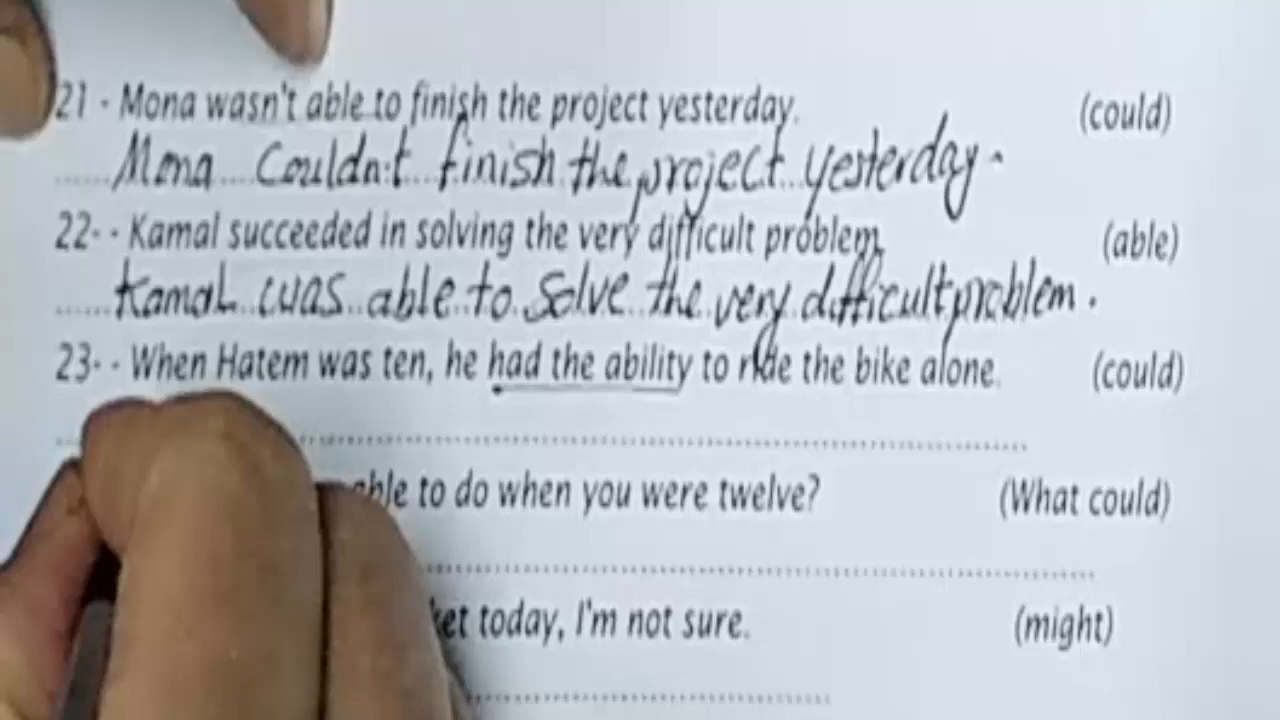 21 - Mona wasn't able to finish the project yesterday. (could)
Mona Couldn't finish the project yesterday.
22- - Kamal succeeded in solving the very difficult problem. (able)
Kamal was able to solve the very difficult problem.
23- - When Hatem was ten, he had the ability to ride the bike alone. (could)
able to do when you were twelve? (What could)
today, I'm not sure. (might)